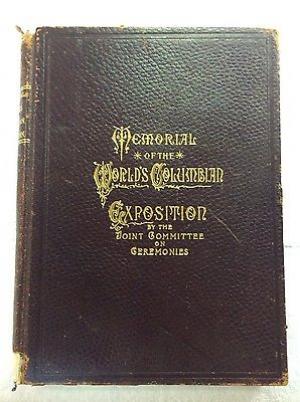 MEMORIAL
OF THE
WORLD'S COLUMBIAN
EXPOSITION
BY THE
JOINT COMMITTEE
ON
CEREMONIES